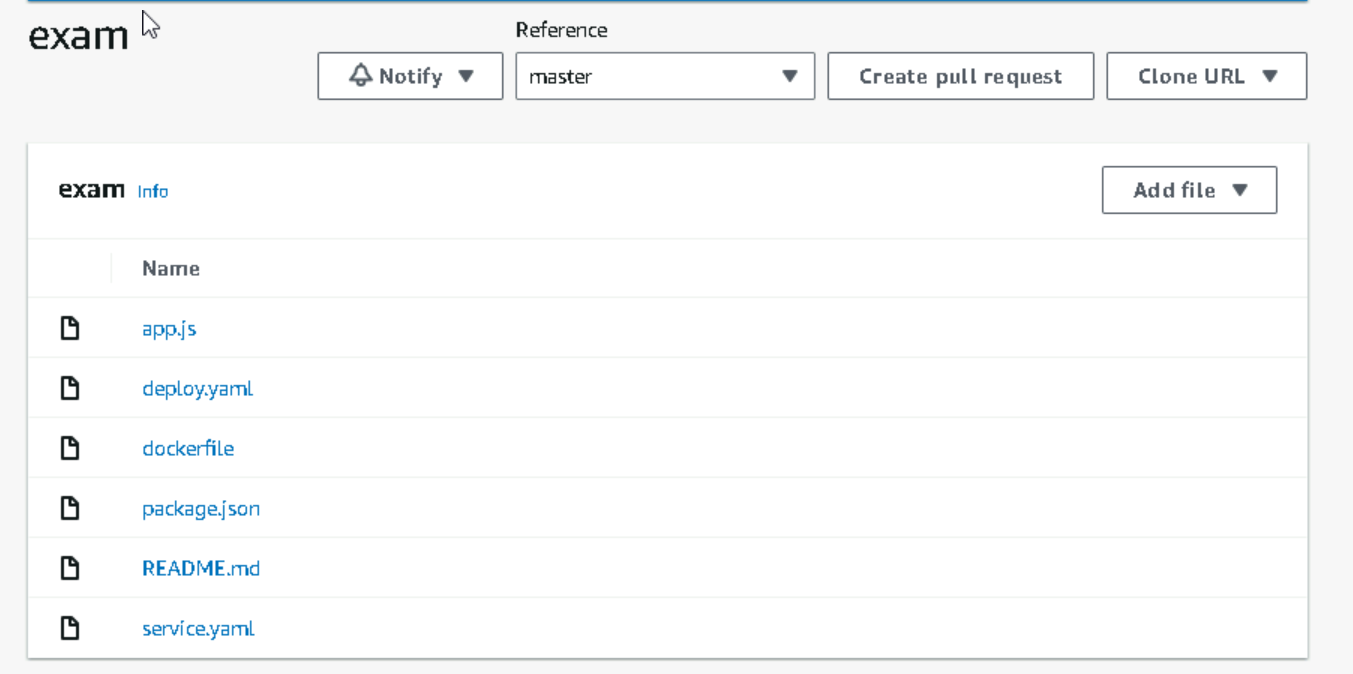 exam
Reference
Notify
master
Create pull request
Clone URL
exam Info
Add file
Name
app.js
deploy.yaml
dockerfile
package.json
README.md
service.yaml